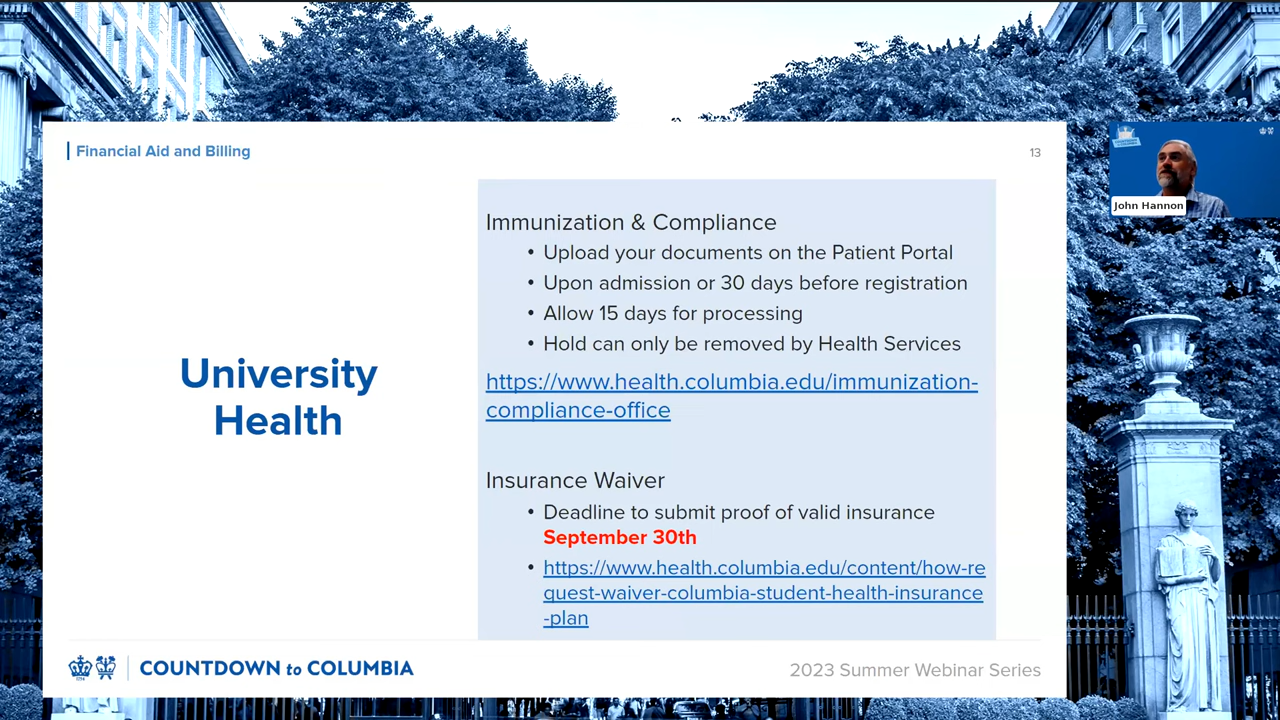 Financial Aid and Billing
13
University
Health
Immunization & Compliance
• Upload your documents on the Patient Portal
• Upon admission or 30 days before registration
• Allow 15 days for processing
• Hold can only be removed by Health Services
https://www.health.columbia.edu/immunization-
compliance-office
Insurance Waiver
• Deadline to submit proof of valid insurance
September 30th
• https://www.health.columbia.edu/content/how-re
quest-waiver-columbia-student-health-insurance
-plan
COUNTDOWN to COLUMBIA
2023 Summer Webinar Series
John Hannon